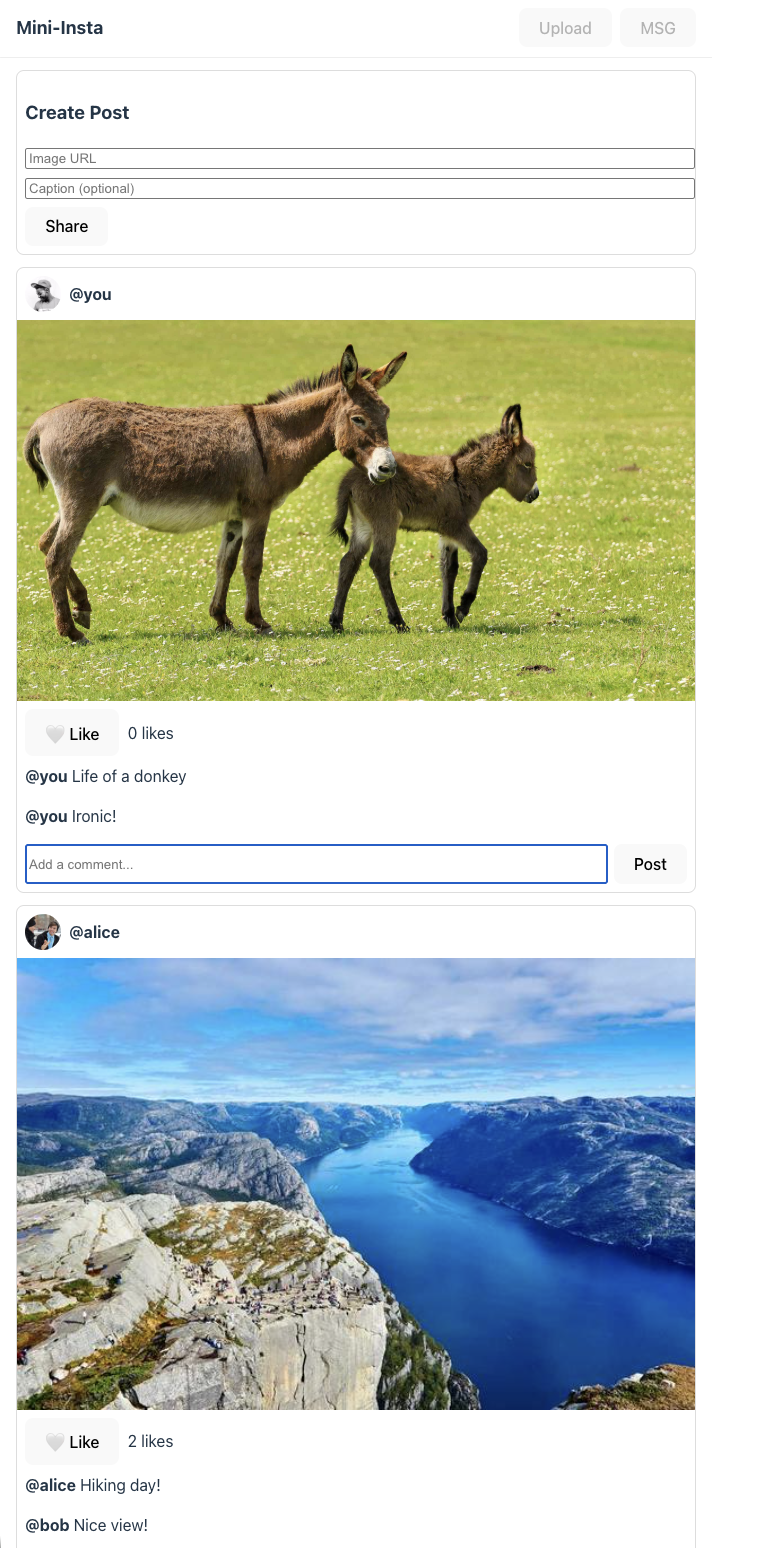 Mini-Insta
Upload
MSG
Create Post
Image URL
Caption (optional)
Share
@you
🤍 Like
0 likes
@you Life of a donkey
@you Ironic!
Add a comment...
Post
@alice
🤍 Like
2 likes
@alice Hiking day!
@bob Nice view!